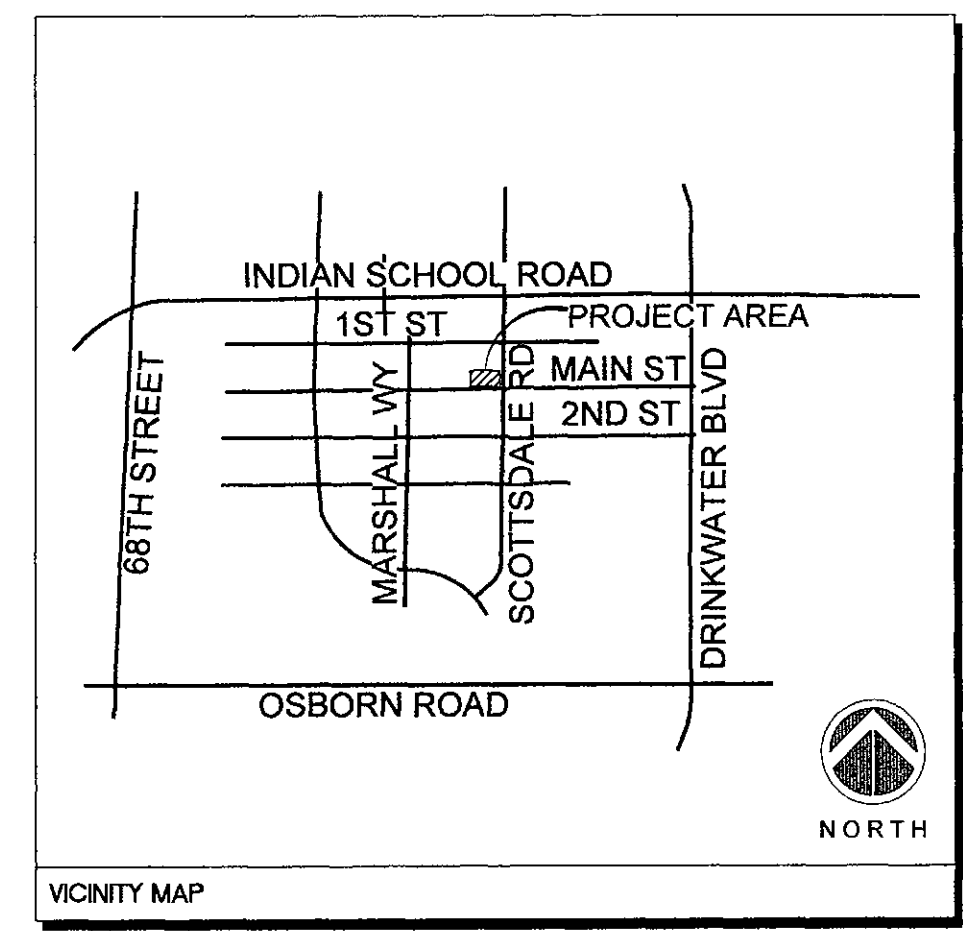 INDIAN SCHOOL ROAD
1ST ST
PROJECT AREA
MAIN ST
2ND ST
68TH STREET
MARSHALL WY
SCOTTSDALE RD
DRINKWATER BLVD
OSBORN ROAD
NORTH
VICINITY MAP